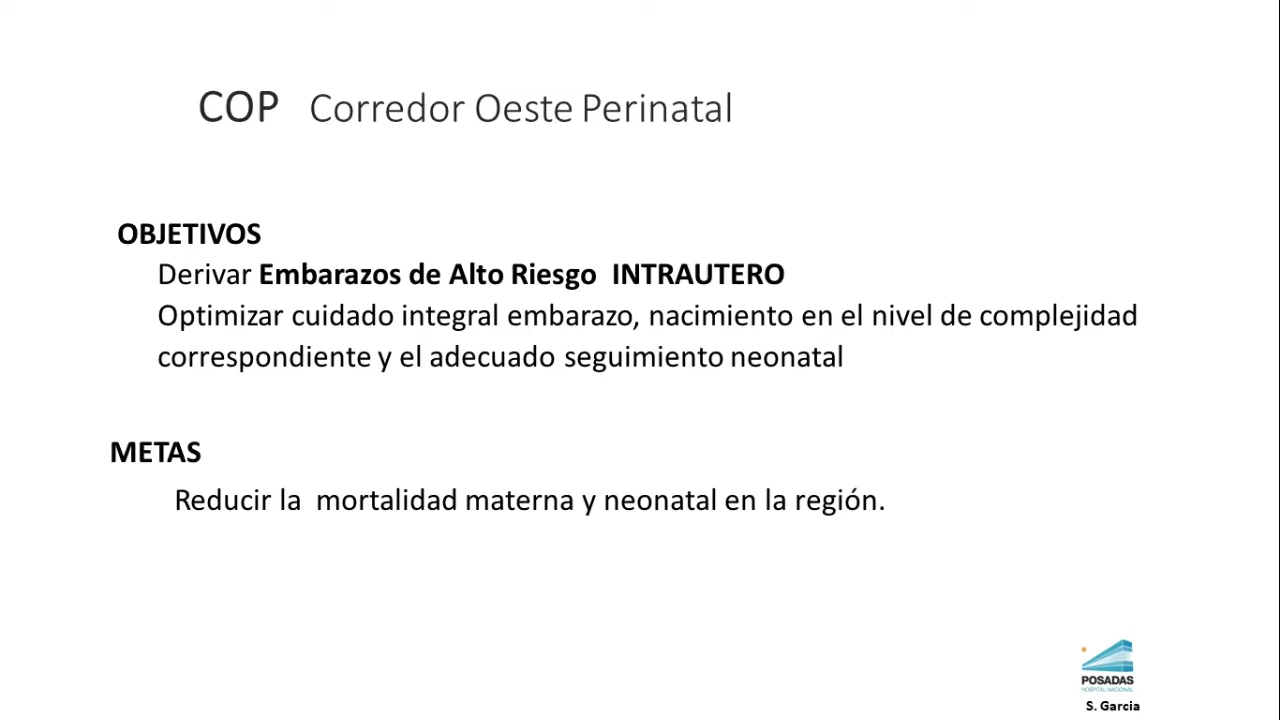 COP Corredor Oeste Perinatal
OBJETIVOS
Derivar Embarazos de Alto Riesgo INTRAUTERO
Optimizar cuidado integral embarazo, nacimiento en el nivel de complejidad
correspondiente y el adecuado seguimiento neonatal
METAS
Reducir la mortalidad materna y neonatal en la región.
POSADAS
HOSPITAL NACIONAL
S. Garcia